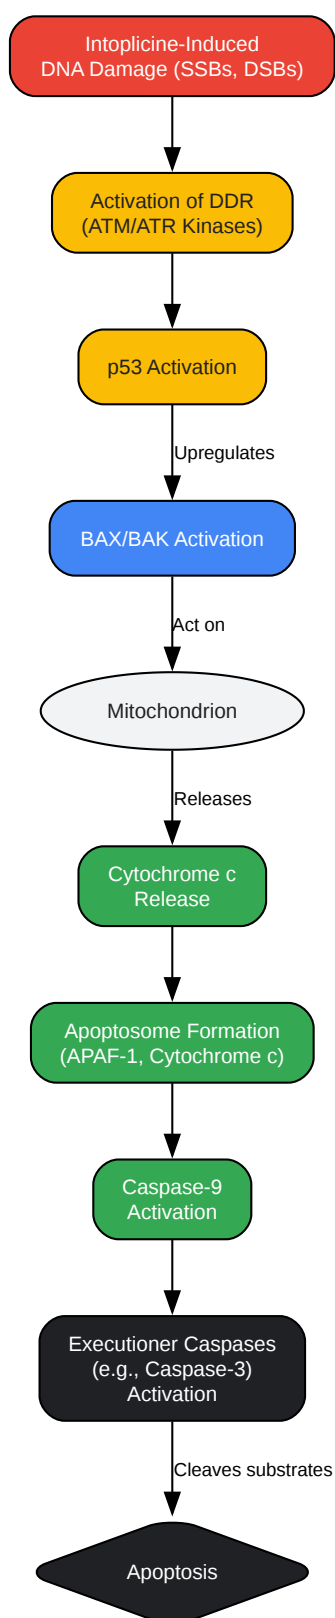 Intoplicine-Induced
DNA Damage (SSBs, DSBs)
Activation of DDR
(ATM/ATR Kinases)
p53 Activation
Upregulates
BAX/BAK Activation
Act on
Mitochondrion
Releases
Cytochrome c
Release
Apoptosome Formation
(APAF-1, Cytochrome c)
Caspase-9
Activation
Executioner Caspases
(e.g., Caspase-3)
Activation
Cleaves substrates
Apoptosis